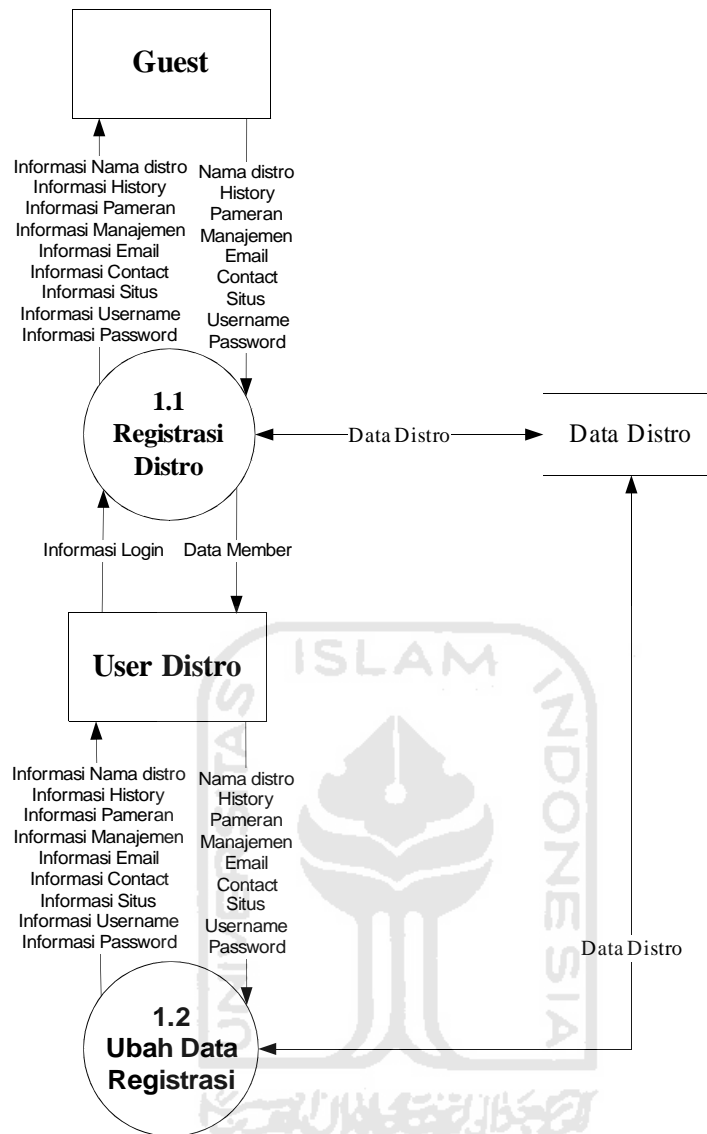 Guest
Informasi Nama distro
Informasi History
Informasi Pameran
Informasi Manajemen
Informasi Email
Informasi Contact
Informasi Situs
Informasi Username
Informasi Password
Nama distro
History
Pameran
Manajemen
Email
Contact
Situs
Username
Password
1.1
Registrasi
Distro
Data Distro
Data Distro
Informasi Login
Data Member
User Distro
Informasi Nama distro
Informasi History
Informasi Pameran
Informasi Manajemen
Informasi Email
Informasi Contact
Informasi Situs
Informasi Username
Informasi Password
Nama distro
History
Pameran
Manajemen
Email
Contact
Situs
Username
Password
Data Distro
1.2
Ubah Data
Registrasi
UNIVERSITAS
ISLAM
INDONESIA